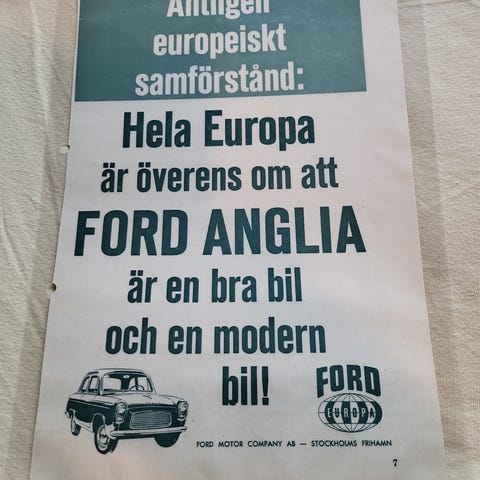 Äntligen
europeiskt
samförstånd:
Hela Europa
är överens om att
FORD ANGLIA
är en bra bil
och en modern
bil!
FORD
EUROPA
FORD MOTOR COMPANY AB — STOCKHOLMS FRIHAMN
7